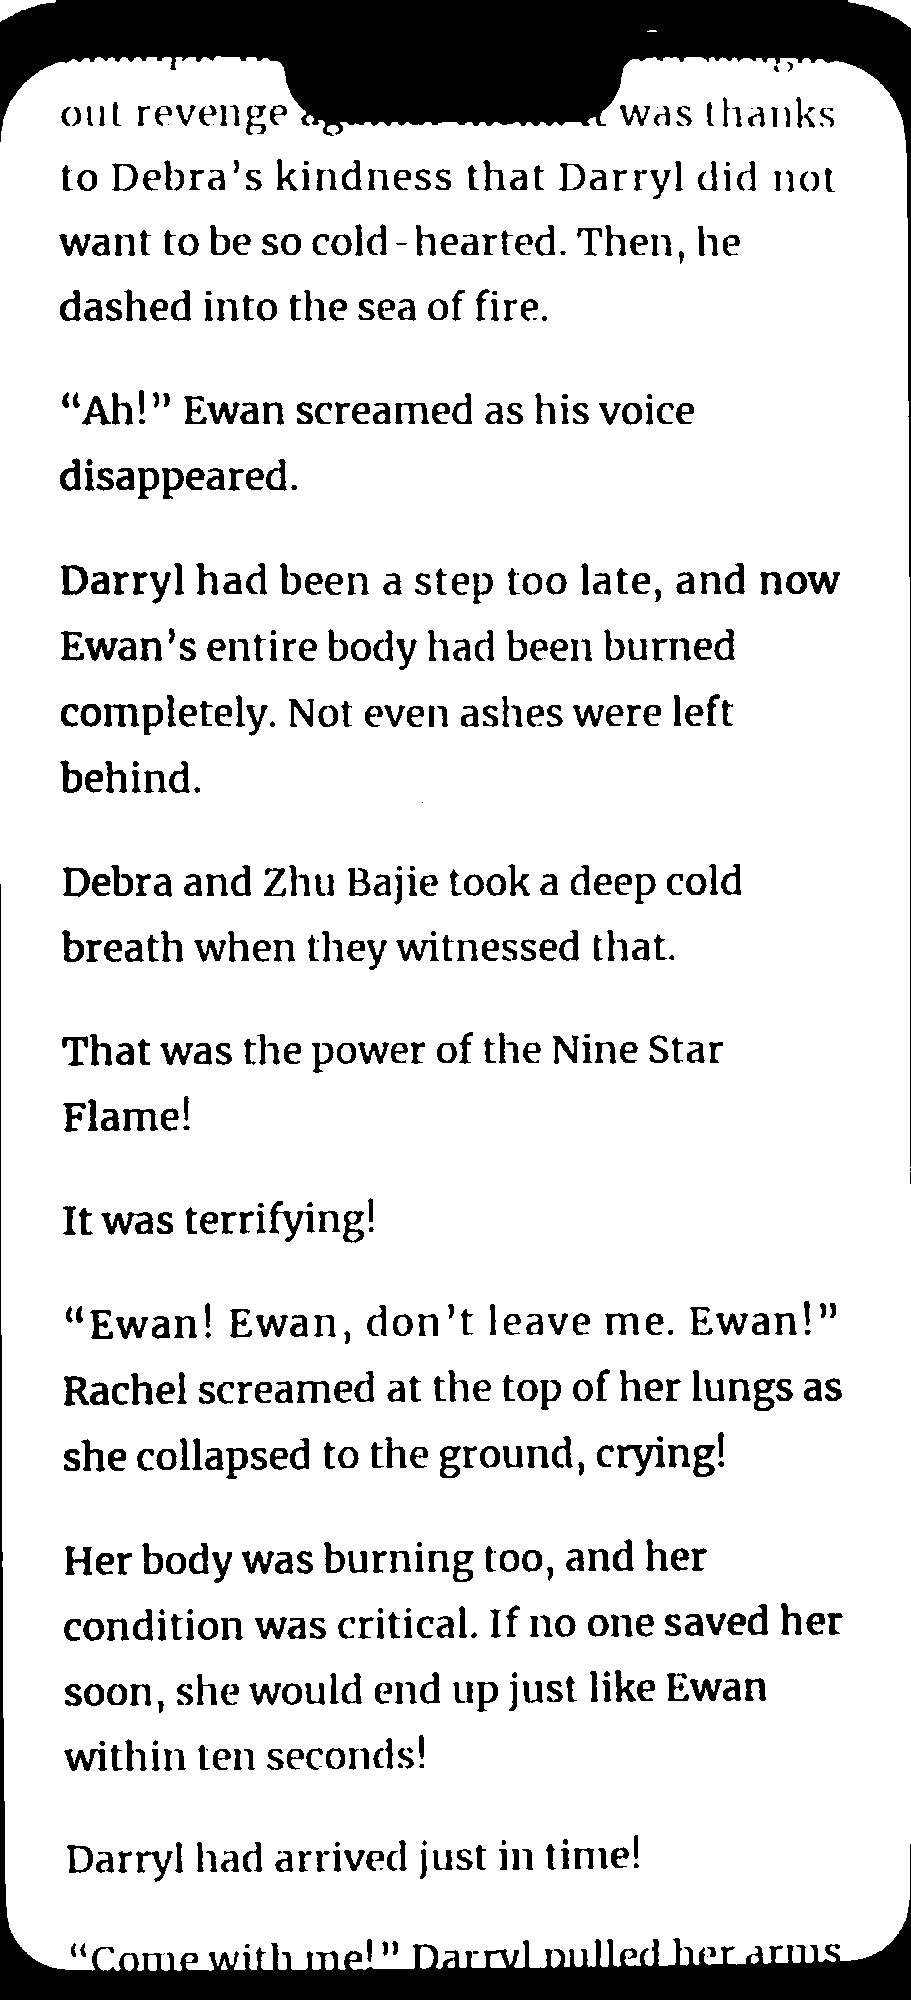 out revenge was thanks
to Debra's kindness that Darryl did not
want to be so cold-hearted. Then, he
dashed into the sea of fire.
“Ah!” Ewan screamed as his voice
disappeared.
Darryl had been a step too late, and now
Ewan's entire body had been burned
completely. Not even ashes were left
behind.
Debra and Zhu Bajie took a deep cold
breath when they witnessed that.
That was the power of the Nine Star
Flame!
It was terrifying!
“Ewan! Ewan, don't leave me. Ewan!”
Rachel screamed at the top of her lungs as
she collapsed to the ground, crying!
Her body was burning too, and her
condition was critical. If no one saved her
soon, she would end up just like Ewan
within ten seconds!
Darryl had arrived just in time!
“Come with me!” Darryl pulled her arms